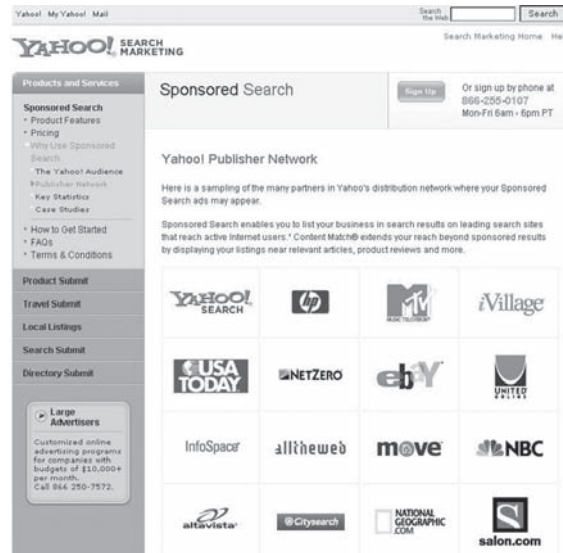 Yahoo! My Yahoo! Mail
Search the Web
Search
YAHOO! SEARCH MARKETING
Search Marketing Home He
Products and Services
Sponsored Search
Product Features
Pricing
Why Use Sponsored
Search
The Yahoo! Audience
Publisher Network
Key Statistics
Case Studies
How to Get Started
FAQs
Terms & Conditions
Product Submit
Travel Submit
Local Listings
Search Submit
Directory Submit
Large
Advertisers
Customized online
advertising programs
for companies with
budgets of $10,000+
per month.
Call 866 250-7572.
Sponsored Search
Sign Up
Or sign up by phone at
866-255-0107
Mon-Fri 6am - 6pm PT
Yahoo! Publisher Network
Here is a sampling of the many partners in Yahoo's distribution network where your Sponsored
Search ads may appear.
Sponsored Search enables you to list your business in search results on leading search sites
that reach active Internet users.* Content Match® extends your reach beyond sponsored results
by displaying your listings near relevant articles, product reviews and more.
YAHOO! SEARCH
hp
MTV MUSIC TELEVISION
iVillage
USA TODAY
NETZERO
ebY
UNITED ONLINE
InfoSpace
alltheweb
move
NBC
altavista
Citysearch
NATIONAL GEOGRAPHIC .COM
S salon.com